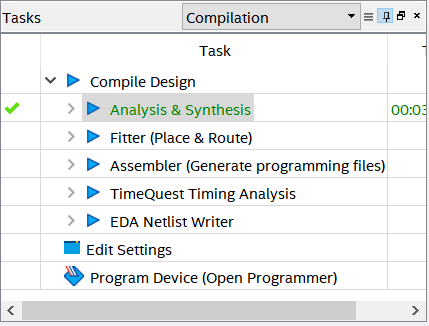 Tasks Compilation
Task T
Compile Design
Analysis & Synthesis 00:03
Fitter (Place & Route)
Assembler (Generate programming files)
TimeQuest Timing Analysis
EDA Netlist Writer
Edit Settings
Program Device (Open Programmer)